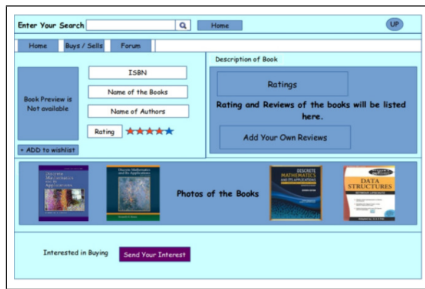 Enter Your Search
Home
UP
Home
Buys / Sells
Forum
Description of Book
ISBN
Name of the Books
Name of Authors
Rating
Book Preview is
Not available
+ ADD to wishlist
Ratings
Rating and Reviews of the books will be listed
here.
Add Your Own Reviews
Photos of the Books
DISCRETE
MATHEMATICS
DATA
STRUCTURES
Interested in Buying
Send Your Interest